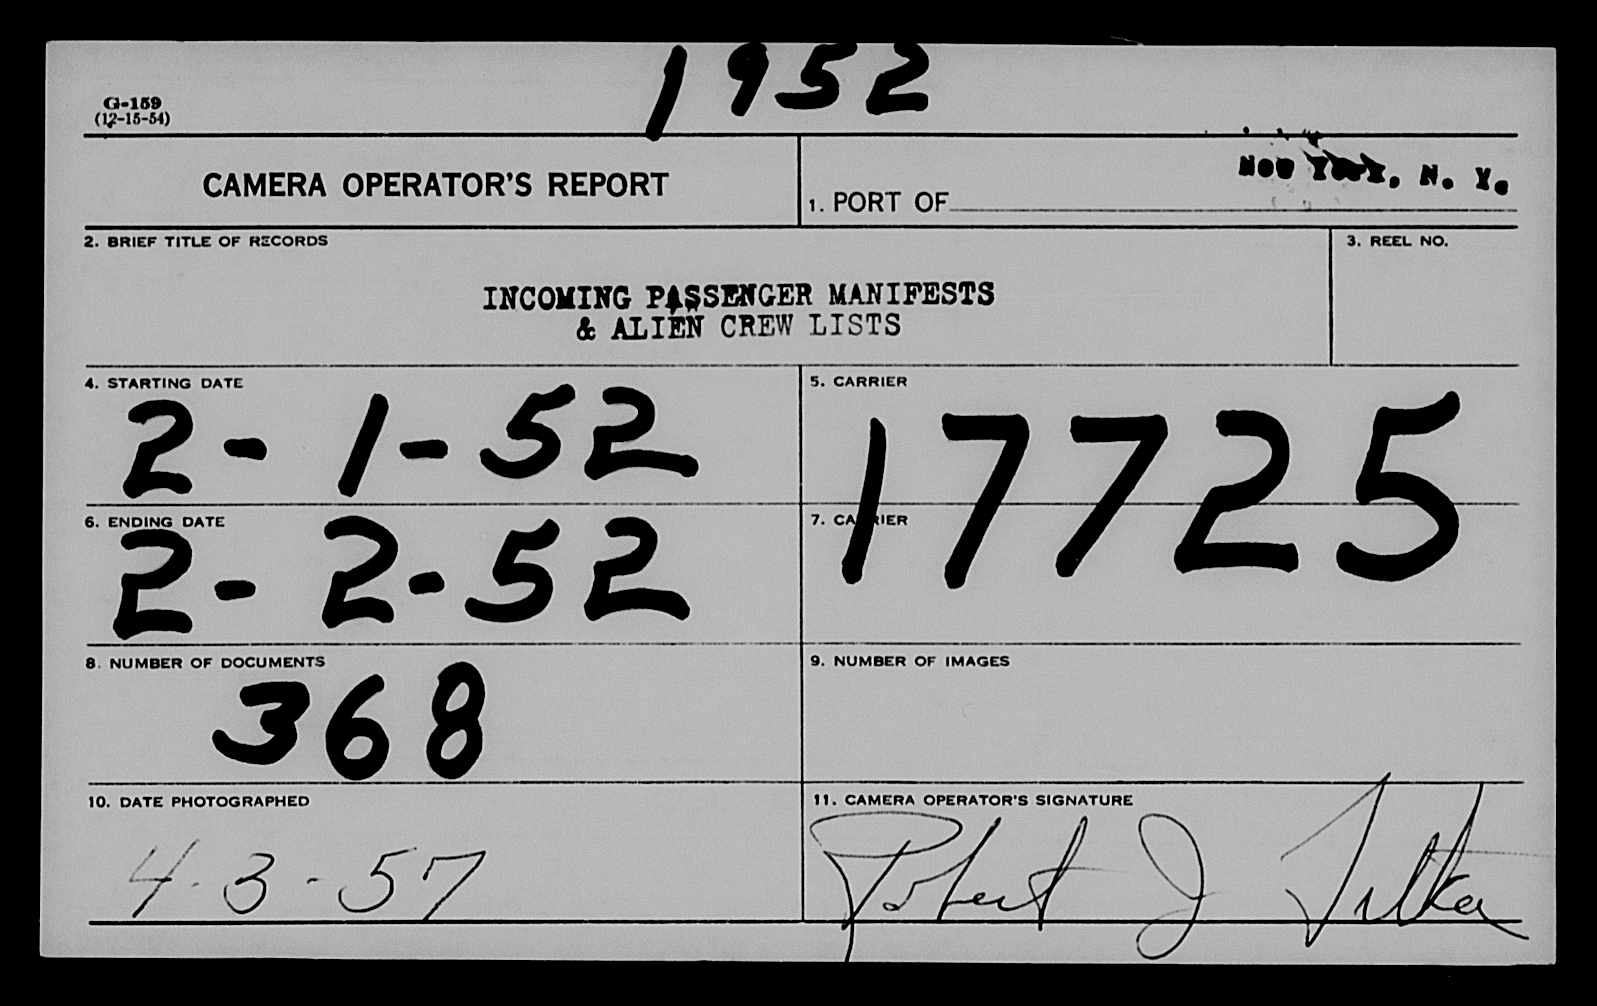 1952
G-159
(12-15-54)
CAMERA OPERATOR'S REPORT
1. PORT OF New York, N. Y.
2. BRIEF TITLE OF RECORDS
3. REEL NO.
INCOMING PASSENGER MANIFESTS
& ALIEN CREW LISTS
4. STARTING DATE
2-1-52
5. CARRIER
17725
6. ENDING DATE
2-2-52
7. CARRIER
8. NUMBER OF DOCUMENTS
368
9. NUMBER OF IMAGES
10. DATE PHOTOGRAPHED
4-3-57
11. CAMERA OPERATOR'S SIGNATURE
Robert J